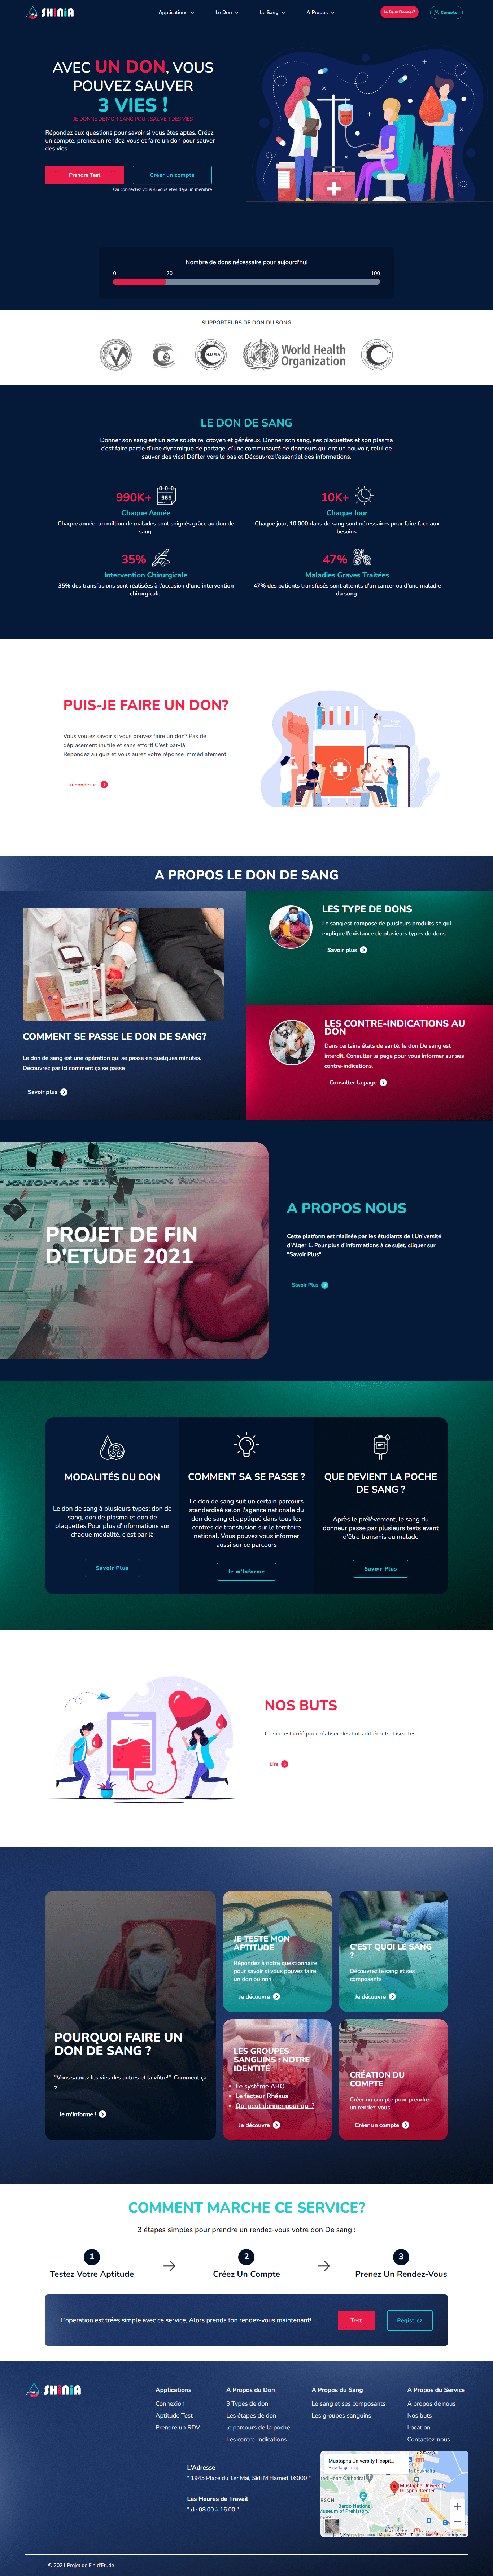 SHINIA
Applications
Le Don
Le Sang
A Propos
Je Peux Donner?
Compte
AVEC UN DON, VOUS
POUVEZ SAUVER
3 VIES !
JE DONNE DE MON SANG POUR SAUVER DES VIES
Répondez aux questions pour savoir si vous êtes aptes, Créez
un compte, prenez un rendez-vous et faites un don pour sauver
des vies.
Prendre Test
Créer un compte
Ou connectez vous si vous etes déja un membre
Nombre de dons nécessaire pour aujourd'hui
0
20
100
SUPPORTEURS DE DON DU SONG
World Health
Organization
LE DON DE SANG
Donner son sang est un acte solidaire, citoyen et généreux. Donner son sang, ses plaquettes et son plasma
c'est faire partie d'une dynamique de partage, d'une communauté de donneurs qui ont un pouvoir, celui de
sauver des vies! Défiler vers le bas et Découvrez l'essentiel des informations.
990K+
365
Chaque Année
Chaque année, un million de malades sont soignés grâce au don de
sang.
10K+
Chaque Jour
Chaque jour, 10.000 dans de sang sont nécessaires pour faire face aux
besoins.
35%
Intervention Chirurgicale
35% des transfusions sont réalisées à l'occasion d'une intervention
chirurgicale.
47%
Maladies Graves Traitées
47% des patients transfusés sont atteints d'un cancer ou d'une maladie
du song.
PUIS-JE FAIRE UN DON?
Vous voulez savoir si vous pouvez faire un don? Pas de
déplacement inutile et sans effort! C'est par-là!
Répondez au quiz et vous aurez votre réponse immédiatement
Répondez ici
A PROPOS LE DON DE SANG
COMMENT SE PASSE LE DON DE SANG?
Le don de sang est une opération qui se passe en quelques minutes.
Découvrez par ici comment ça se passe
Savoir plus
LES TYPE DE DONS
Le sang est composé de plusieurs produits se qui
explique l'existance de plusieurs types de dons
Savoir plus
LES CONTRE-INDICATIONS AU
DON
Dans certains états de santé, le don De sang est
interdit. Consulter la page pour vous informer sur ses
contre-indications.
Consulter la page
PROJET DE FIN
D'ETUDE 2021
A PROPOS NOUS
Cette platform est réalisée par les étudiants de l'Université
d'Alger 1. Pour plus d'informations à ce sujet, cliquer sur
"Savoir Plus".
Savoir Plus
MODALITÉS DU DON
Le don de sang à plusieurs types: don de
sang, don de plasma et don de
plaquettes.Pour plus d'informations sur
chaque modalité, c'est par là
Savoir Plus
COMMENT SA SE PASSE ?
Le don de sang suit un certain parcours
standardisé selon l'agence nationale du
don de sang et appliqué dans tous les
centres de transfusion sur le territoire
national. Vous pouvez vous informer
aussi sur ce parcours
Je m'informe
QUE DEVIENT LA POCHE
DE SANG ?
Après le prélèvement, le sang du
donneur passe par plusieurs tests avant
d'être transmis au malade
Savoir Plus
NOS BUTS
Ce site est créé pour réaliser des buts différents. Lisez-les !
Lire
POURQUOI FAIRE UN
DON DE SANG ?
"Vous sauvez les vies des autres et la vôtre!". Comment ça
?
Je m'informe !
JE TESTE MON
APTITUDE
Répondez à notre questionnaire
pour savoir si vous pouvez faire
un don ou non
Je découvre
C'EST QUOI LE SANG
?
Découvrez le sang et ses
composents
Je découvre
LES GROUPES
SANGUINS : NOTRE
IDENTITÉ
Le système ABO
Le facteur Rhésus
Qui peut donner pour qui ?
Je découvre
CRÉATION DU
COMPTE
Créer un compte pour prendre
un rendez-vous
Créer un compte
COMMENT MARCHE CE SERVICE?
3 étapes simples pour prendre un rendez-vous votre don De sang :
1
2
3
Testez Votre Aptitude
Créez Un Compte
Prenez Un Rendez-Vous
L'operation est trées simple avec ce service, Alors prends ton rendez-vous maintenant!
Test
Registres
SHINIA
Applications
Connexion
Aptitude Test
Prendre un RDV
A Propos du Don
3 Types de don
Les étapes de don
le parcours de la poche
Les contre-indications
A Propos du Sang
Le sang et ses composents
Les groupes sanguins
A Propos du Service
A propos de nous
Nos buts
Location
Contactez-nous
L'Adresse
" 1945 Place du 1er Mai, Sidi M'Hamed 16000 "
Les Heures de Travail
" de 08:00 à 16:00 "
Mustapha University Hospit...
View larger map
Mustapha University
Hospital Center
Bardo National
Museum of Prehistory...
Keyboard shortcuts
Map data ©2022
Terms of Use
Report a map error
© 2021 Projet de Fin d'Etude